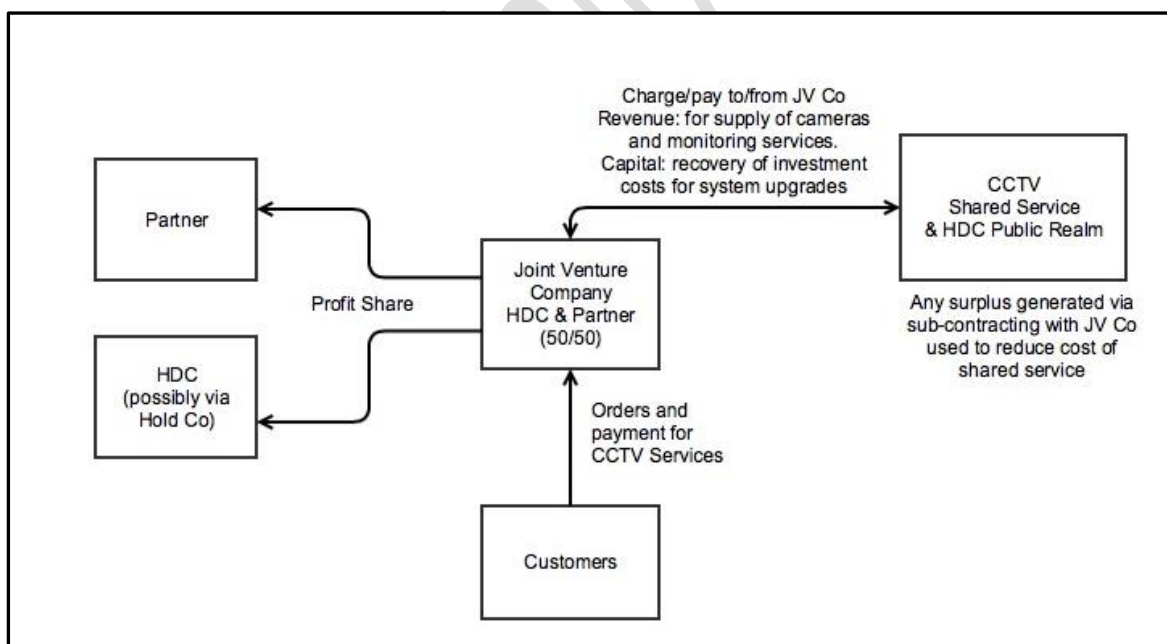 Charge/pay to/from JV Co
Revenue: for supply of cameras
and monitoring services.
Capital: recovery of investment
costs for system upgrades
Partner
CCTV
Shared Service
& HDC Public Realm
Joint Venture
Company
HDC & Partner
(50/50)
Profit Share
Any surplus generated via
sub-contracting with JV Co
used to reduce cost of
shared service
HDC
(possibly via
Hold Co)
Orders and
payment for
CCTV Services
Customers